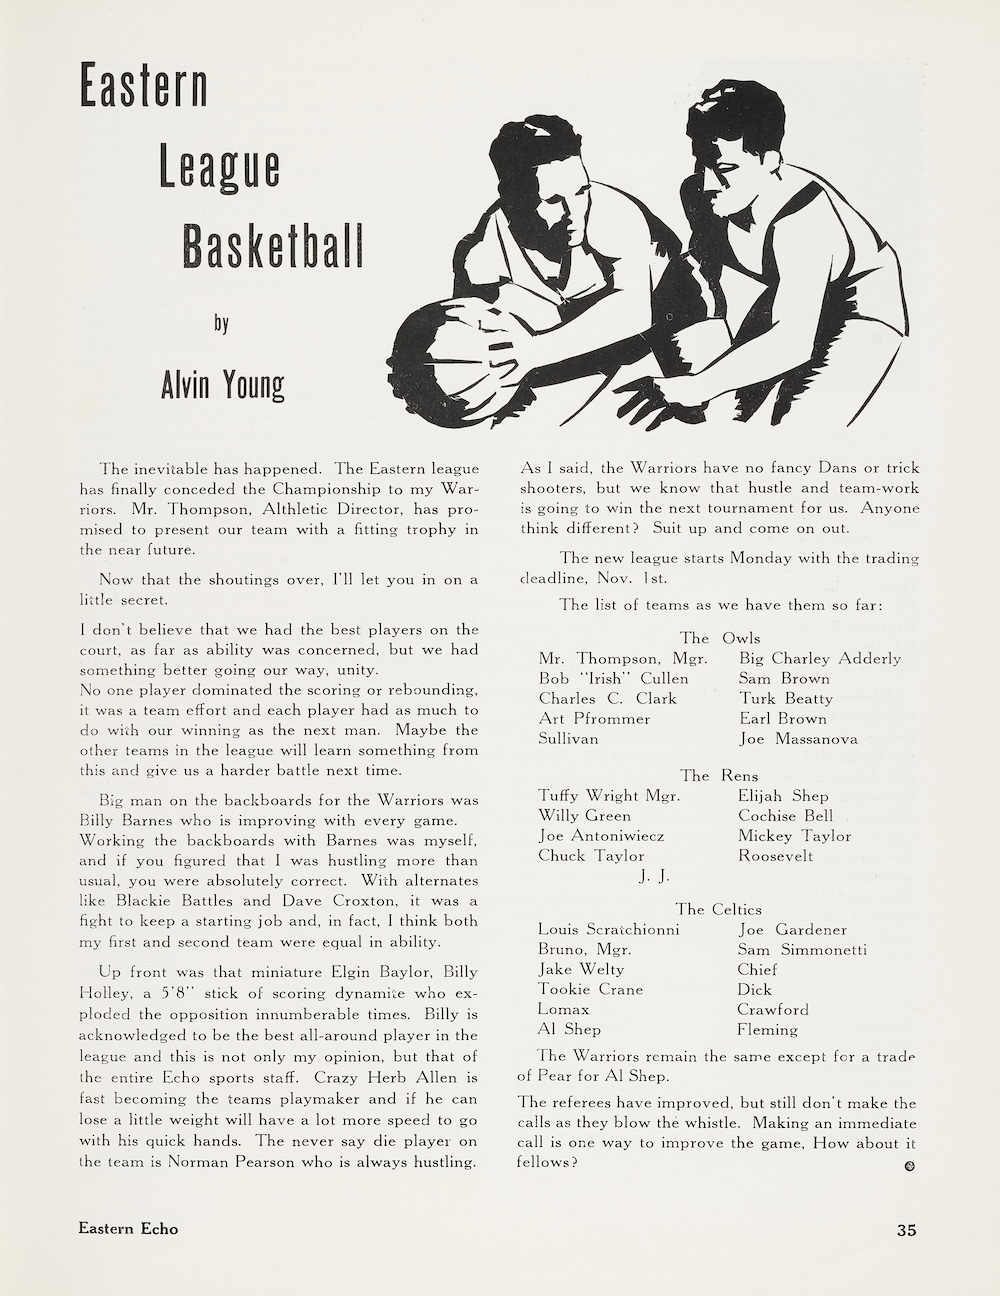 Eastern
League
Basketball
by
Alvin Young
The inevitable has happened. The Eastern league
has finally conceded the Championship to my War-
riors. Mr. Thompson, Althletic Director, has pro-
mised to present our team with a fitting trophy in
the near future.
Now that the shoutings over, I'll let you in on a
little secret.
I don't believe that we had the best players on the
court, as far as ability was concerned, but we had
something better going our way, unity.
No one player dominated the scoring or rebounding,
it was a team effort and each player had as much to
do with our winning as the next man. Maybe the
other teams in the league will learn something from
this and give us a harder battle next time.
Big man on the backboards for the Warriors was
Billy Barnes who is improving with every game.
Working the backboards with Barnes was myself,
and if you figured that I was hustling more than
usual, you were absolutely correct. With alternates
like Blackie Battles and Dave Croxton, it was a
fight to keep a starting job and, in fact, I think both
my first and second team were equal in ability.
Up front was that miniature Elgin Baylor, Billy
Holley, a 5'8" stick of scoring dynamite who ex-
ploded the opposition innumberable times. Billy is
acknowledged to be the best all-around player in the
league and this is not only my opinion, but that of
the entire Echo sports staff. Crazy Herb Allen is
fast becoming the teams playmaker and if he can
lose a little weight will have a lot more speed to go
with his quick hands. The never say die player on
the team is Norman Pearson who is always hustling.
As I said, the Warriors have no fancy Dans or trick
shooters, but we know that hustle and team-work
is going to win the next tournament for us. Anyone
think different? Suit up and come on out.
The new league starts Monday with the trading
deadline, Nov. 1st.
The list of teams as we have them so far:
The Owls
Mr. Thompson, Mgr. Big Charley Adderly
Bob "Irish" Cullen Sam Brown
Charles C. Clark Turk Beatty
Art Pfrommer Earl Brown
Sullivan Joe Massanova
The Rens
Tuffy Wright Mgr. Elijah Shep
Willy Green Cochise Bell
Joe Antoniwiecz Mickey Taylor
Chuck Taylor Roosevelt
J. J.
The Celtics
Louis Scratchionni Joe Gardener
Bruno, Mgr. Sam Simmonetti
Jake Welty Chief
Tookie Crane Dick
Lomax Crawford
Al Shep Fleming
The Warriors remain the same except for a trade
of Pear for Al Shep.
The referees have improved, but still don't make the
calls as they blow the whistle. Making an immediate
call is one way to improve the game, How about it
fellows?
Eastern Echo 35